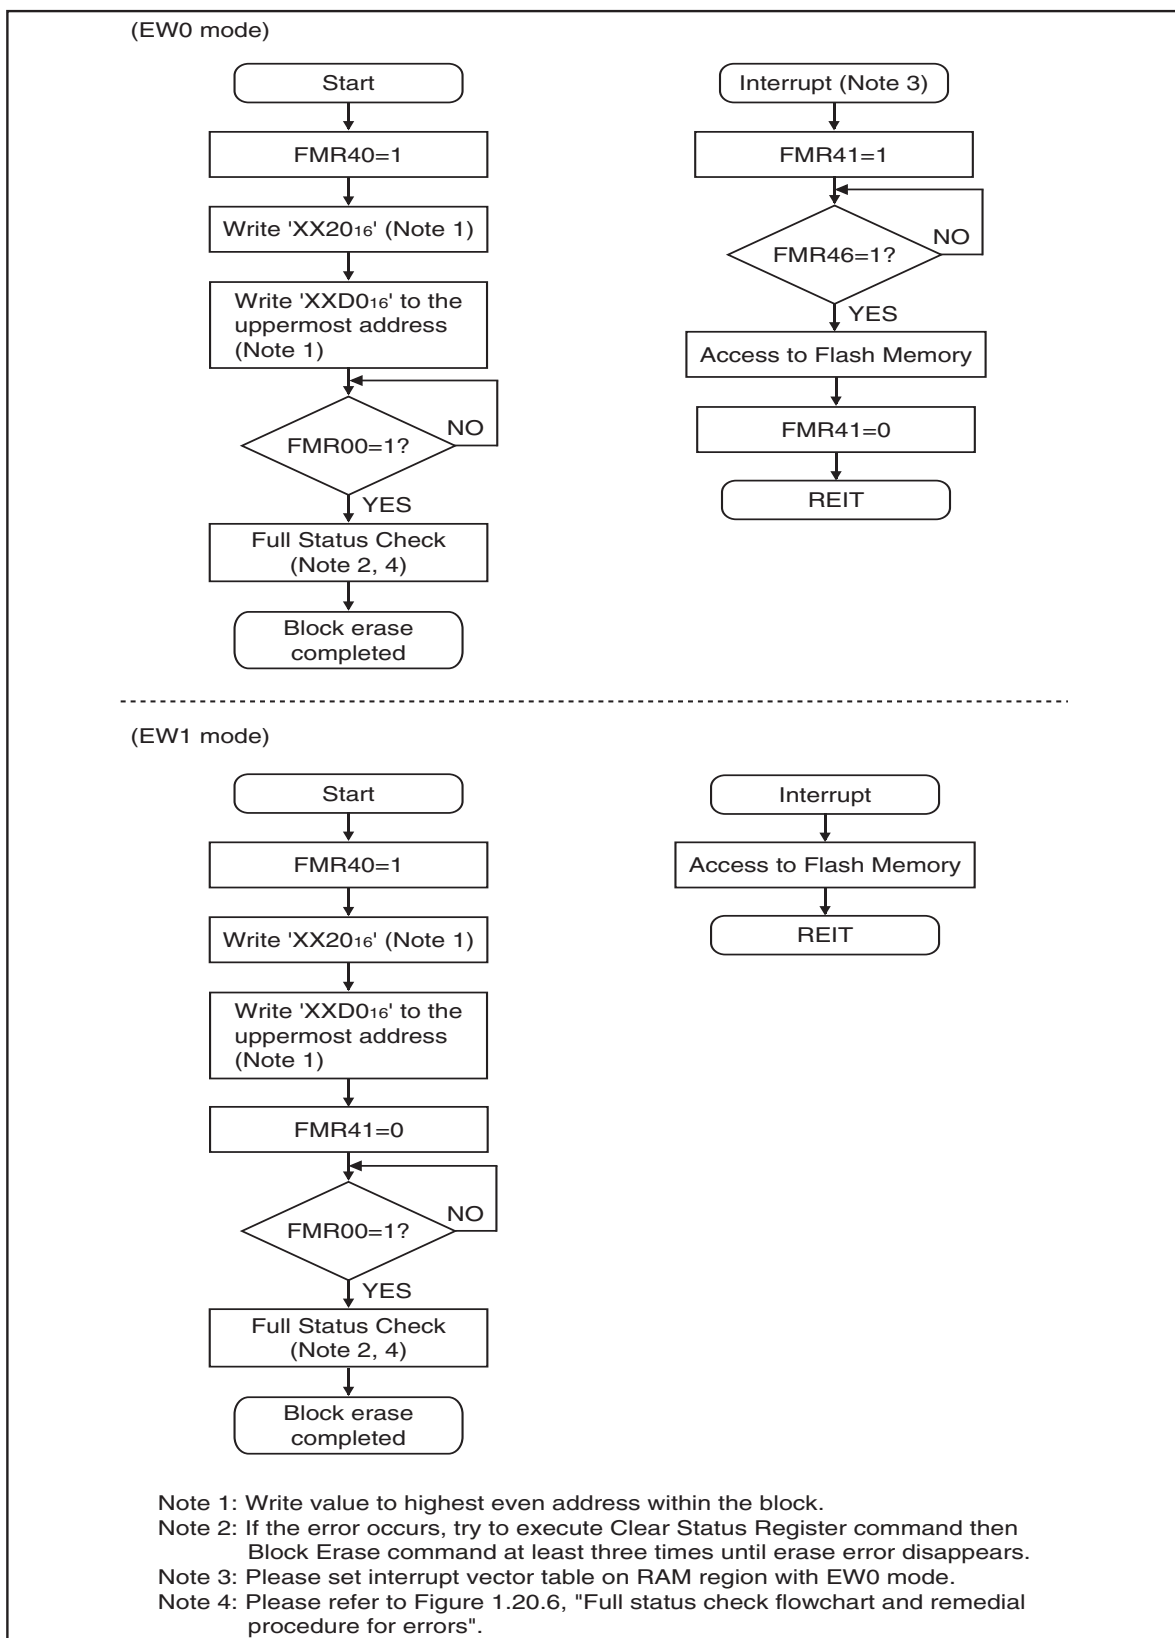 (EW0 mode)
Start
FMR40=1
Write 'XX2016' (Note 1)
Write 'XXD016' to the
uppermost address
(Note 1)
FMR00=1?
NO
YES
Full Status Check
(Note 2, 4)
Block erase
completed
Interrupt (Note 3)
FMR41=1
FMR46=1?
NO
YES
Access to Flash Memory
FMR41=0
REIT
(EW1 mode)
Start
FMR40=1
Write 'XX2016' (Note 1)
Write 'XXD016' to the
uppermost address
(Note 1)
FMR41=0
FMR00=1?
NO
YES
Full Status Check
(Note 2, 4)
Block erase
completed
Interrupt
Access to Flash Memory
REIT
Note 1: Write value to highest even address within the block.
Note 2: If the error occurs, try to execute Clear Status Register command then
Block Erase command at least three times until erase error disappears.
Note 3: Please set interrupt vector table on RAM region with EW0 mode.
Note 4: Please refer to Figure 1.20.6, "Full status check flowchart and remedial
procedure for errors".